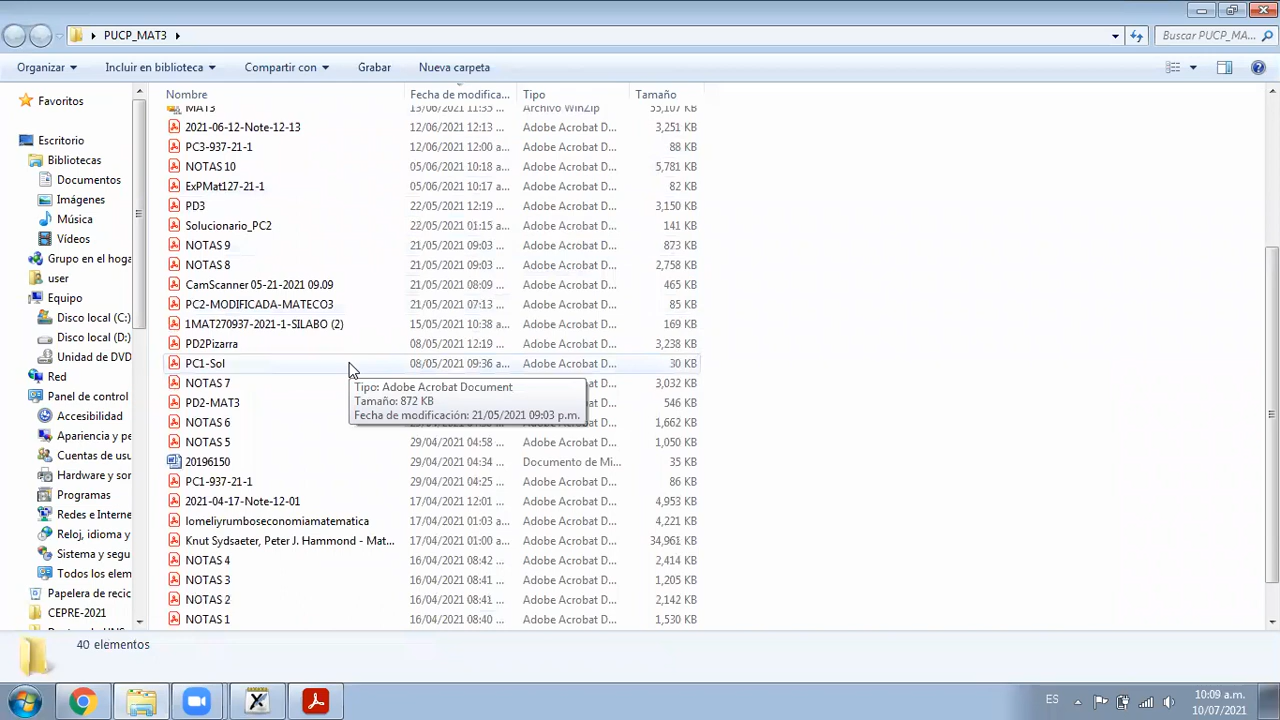 PUCP_MAT3
Buscar PUCP_MA...
Organizar
Incluir en biblioteca
Compartir con
Grabar
Nueva carpeta
Nombre
Fecha de modifica...
Tipo
Tamaño
MAT3 13/06/2021 11:35 Archivo WinZip 55,107 KB
2021-06-12-Note-12-13 12/06/2021 12:13 ... Adobe Acrobat D... 3,251 KB
PC3-937-21-1 12/06/2021 12:00 a... Adobe Acrobat D... 88 KB
NOTAS 10 05/06/2021 10:18 a... Adobe Acrobat D... 5,781 KB
ExPMat127-21-1 05/06/2021 10:17 a... Adobe Acrobat D... 82 KB
PD3 22/05/2021 12:19 ... Adobe Acrobat D... 3,150 KB
Solucionario_PC2 22/05/2021 01:15 a... Adobe Acrobat D... 141 KB
NOTAS 9 21/05/2021 09:03 ... Adobe Acrobat D... 873 KB
NOTAS 8 21/05/2021 09:03 ... Adobe Acrobat D... 2,758 KB
CamScanner 05-21-2021 09.09 21/05/2021 08:09 ... Adobe Acrobat D... 465 KB
PC2-MODIFICADA-MATECO3 21/05/2021 07:13 ... Adobe Acrobat D... 85 KB
1MAT270937-2021-1-SILABO (2) 15/05/2021 10:38 ... Adobe Acrobat D... 169 KB
PD2Pizarra 08/05/2021 12:19 ... Adobe Acrobat D... 3,238 KB
PC1-Sol 08/05/2021 09:36 a... Adobe Acrobat D... 30 KB
NOTAS 7 D... 3,032 KB
PD2-MAT3 D... 546 KB
NOTAS 6 D... 1,662 KB
NOTAS 5 29/04/2021 04:58 ... Adobe Acrobat D... 1,050 KB
20196150 29/04/2021 04:34 ... Documento de Mi... 35 KB
PC1-937-21-1 29/04/2021 04:25 ... Adobe Acrobat D... 86 KB
2021-04-17-Note-12-01 17/04/2021 12:01 ... Adobe Acrobat D... 4,953 KB
lomeliyrumboseconomiamatematica 17/04/2021 01:03 a... Adobe Acrobat D... 4,221 KB
Knut Sydsaeter, Peter J. Hammond - Mat... 17/04/2021 01:00 a... Adobe Acrobat D... 34,961 KB
NOTAS 4 16/04/2021 08:42 ... Adobe Acrobat D... 2,414 KB
NOTAS 3 16/04/2021 08:41 ... Adobe Acrobat D... 1,205 KB
NOTAS 2 16/04/2021 08:41 ... Adobe Acrobat D... 2,142 KB
NOTAS 1 16/04/2021 08:40 ... Adobe Acrobat D... 1,530 KB
Tipo: Adobe Acrobat Document
Tamaño: 872 KB
Fecha de modificación: 21/05/2021 09:03 p.m.
Favoritos
Escritorio
Bibliotecas
Documentos
Imágenes
Música
Vídeos
Grupo en el hoga
user
Equipo
Disco local (C:)
Disco local (D:)
Unidad de DVD
Red
Panel de control
Accesibilidad
Apariencia y pe
Cuentas de usu
Hardware y son
Programas
Redes e Interne
Reloj, idioma y
Sistema y segu
Todos los elem
Papelera de recic
CEPRE-2021
40 elementos
ES
10:09 a.m.
10/07/2021